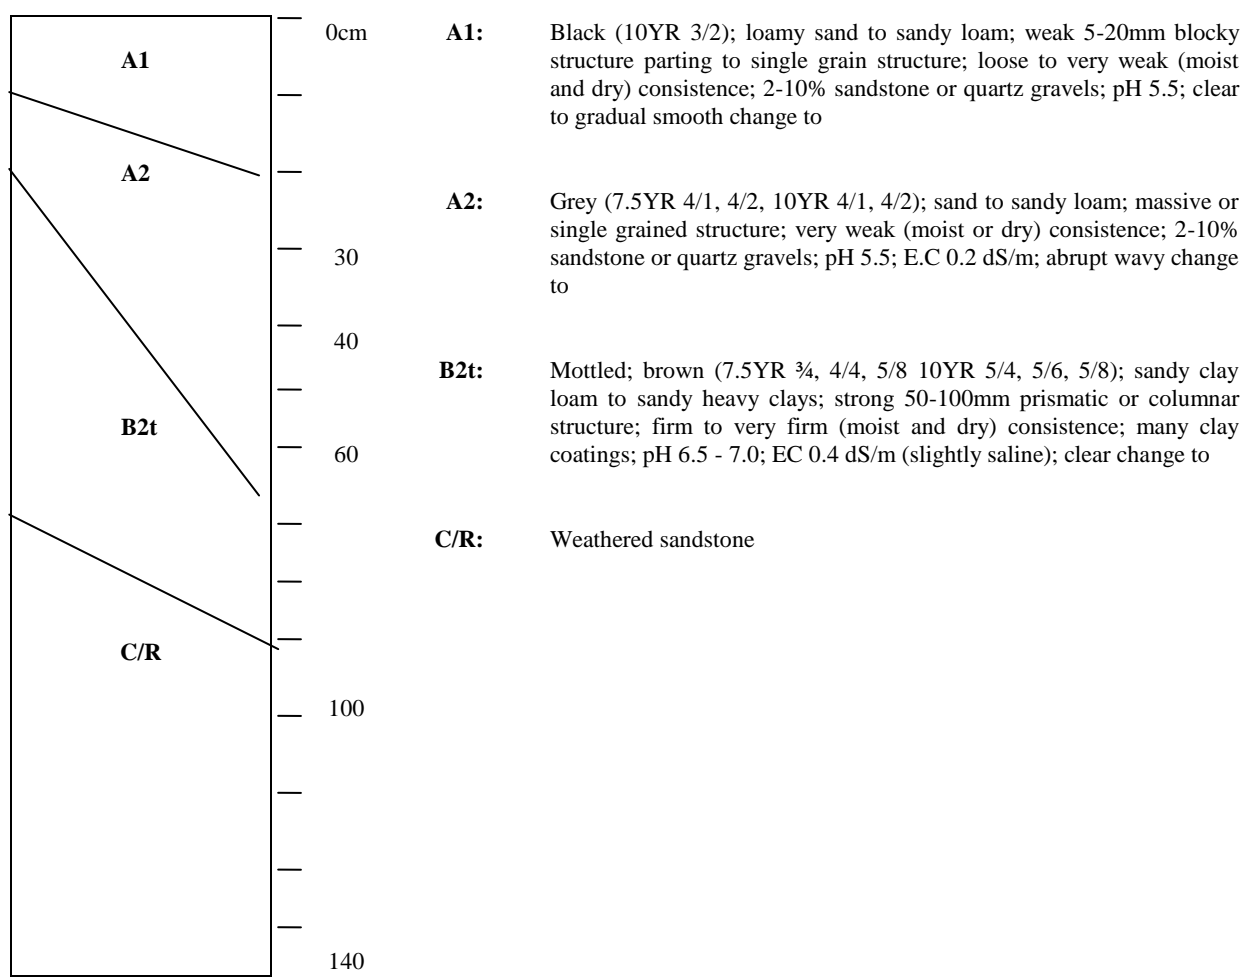 0cm
A1
A2
30
40
B2t
60
C/R
100
140
A1: Black (10YR 3/2); loamy sand to sandy loam; weak 5-20mm blocky
structure parting to single grain structure; loose to very weak (moist
and dry) consistence; 2-10% sandstone or quartz gravels; pH 5.5; clear
to gradual smooth change to
A2: Grey (7.5YR 4/1, 4/2, 10YR 4/1, 4/2); sand to sandy loam; massive or
single grained structure; very weak (moist or dry) consistence; 2-10%
sandstone or quartz gravels; pH 5.5; E.C 0.2 dS/m; abrupt wavy change
to
B2t: Mottled; brown (7.5YR ¾, 4/4, 5/8 10YR 5/4, 5/6, 5/8); sandy clay
loam to sandy heavy clays; strong 50-100mm prismatic or columnar
structure; firm to very firm (moist and dry) consistence; many clay
coatings; pH 6.5 - 7.0; EC 0.4 dS/m (slightly saline); clear change to
C/R: Weathered sandstone